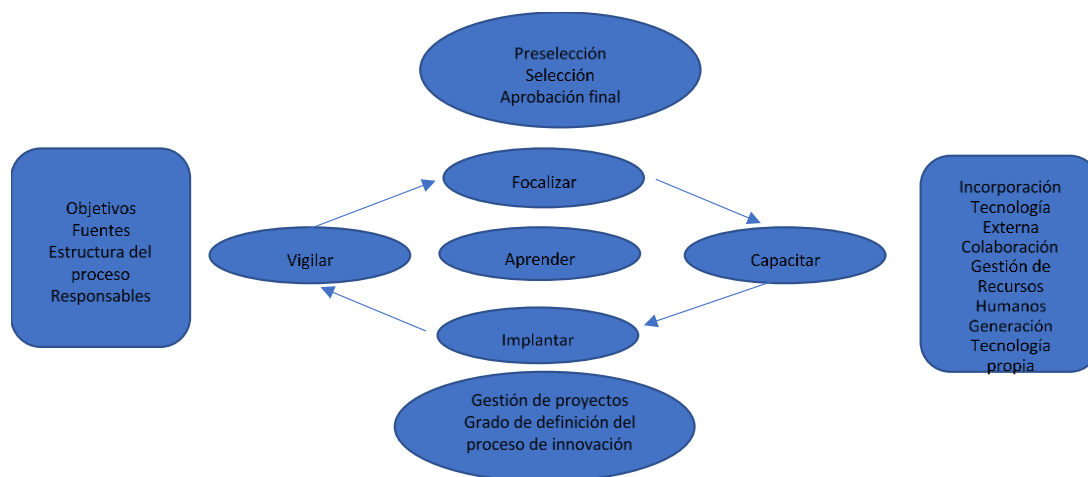 Preselección
Selección
Aprobación final
Focalizar
Objetivos
Fuentes
Estructura del
proceso
Responsables
Vigilar
Aprender
Capacitar
Incorporación
Tecnología
Externa
Colaboración
Gestión de
Recursos
Humanos
Generación
Tecnología
propia
Implantar
Gestión de proyectos
Grado de definición del
proceso de innovación